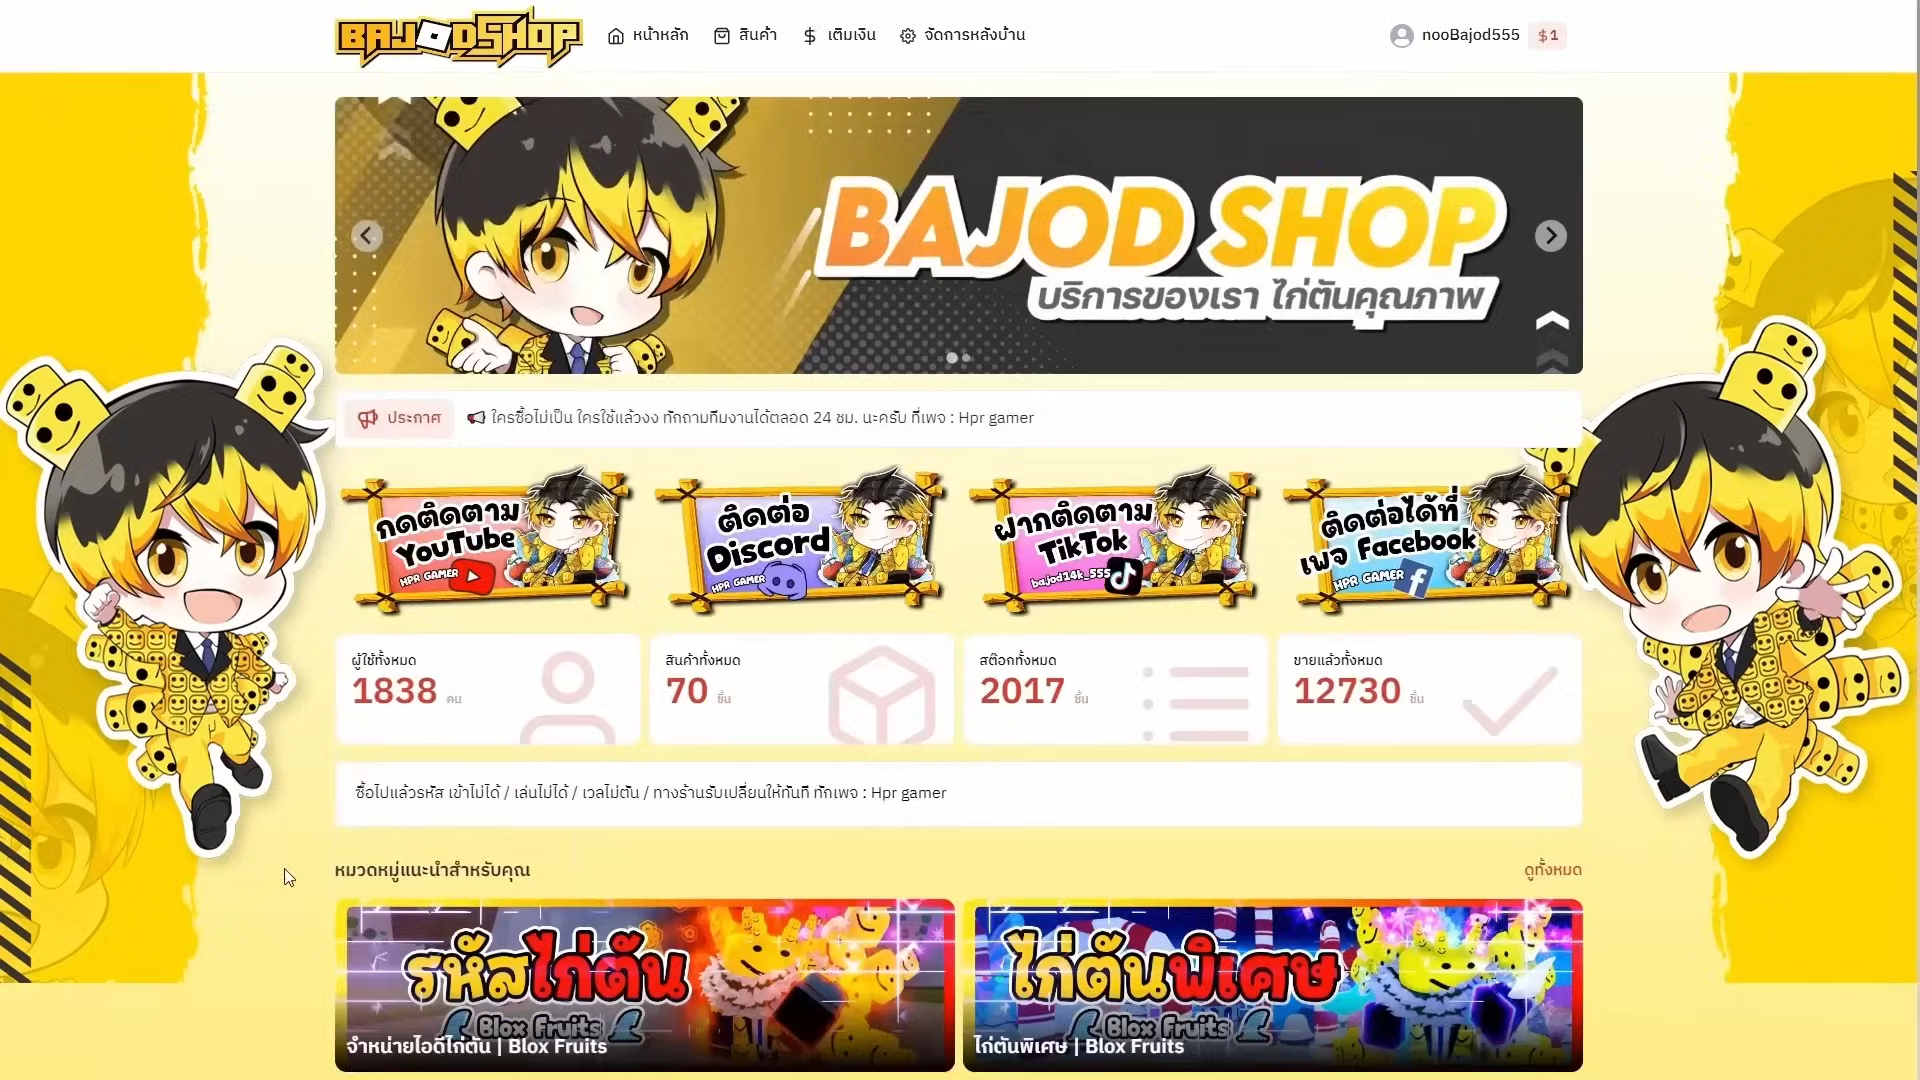 BAJODSHOP
หน้าหลัก
สินค้า
เติมเงิน
จัดการหลังบ้าน
nooBajod555
$1
BAJOD SHOP
บริการของเรา ไก่ตันคุณภาพ
ประกาศ
ใครซื้อไม่เป็น ใครใช้แล้วงง ทักถามทีมงานได้ตลอด 24 ชม. นะครับ ที่เพจ : Hpr gamer
กดติดตาม
YouTube
HPR GAMER
ติดต่อ
Discord
HPR GAMER
ฝากติดตาม
TikTok
bajod14k_555
ติดต่อได้ที่
เพจ Facebook
HPR GAMER
ผู้ใช้ทั้งหมด
1838 คน
สินค้าทั้งหมด
70 ชิ้น
สต๊อกทั้งหมด
2017 ชิ้น
ขายแล้วทั้งหมด
12730 ชิ้น
ซื้อไปแล้วรหัส เข้าไม่ได้ / เล่นไม่ได้ / เวลไม่ตัน / ทางร้านรับเปลี่ยนให้ทันที ทักเพจ : Hpr gamer
หมวดหมู่แนะนำสำหรับคุณ
ดูทั้งหมด
รหัสไก่ตัน
Blox Fruits
จำหน่ายไอดีไก่ตัน | Blox Fruits
ไก่ตันพิเศษ
Blox Fruits
ไก่ตันพิเศษ | Blox Fruits